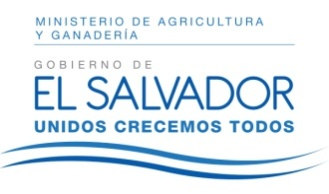 MINISTERIO DE AGRICULTURA
Y GANADERÍA
GOBIERNO DE
EL SALVADOR
UNIDOS CRECEMOS TODOS